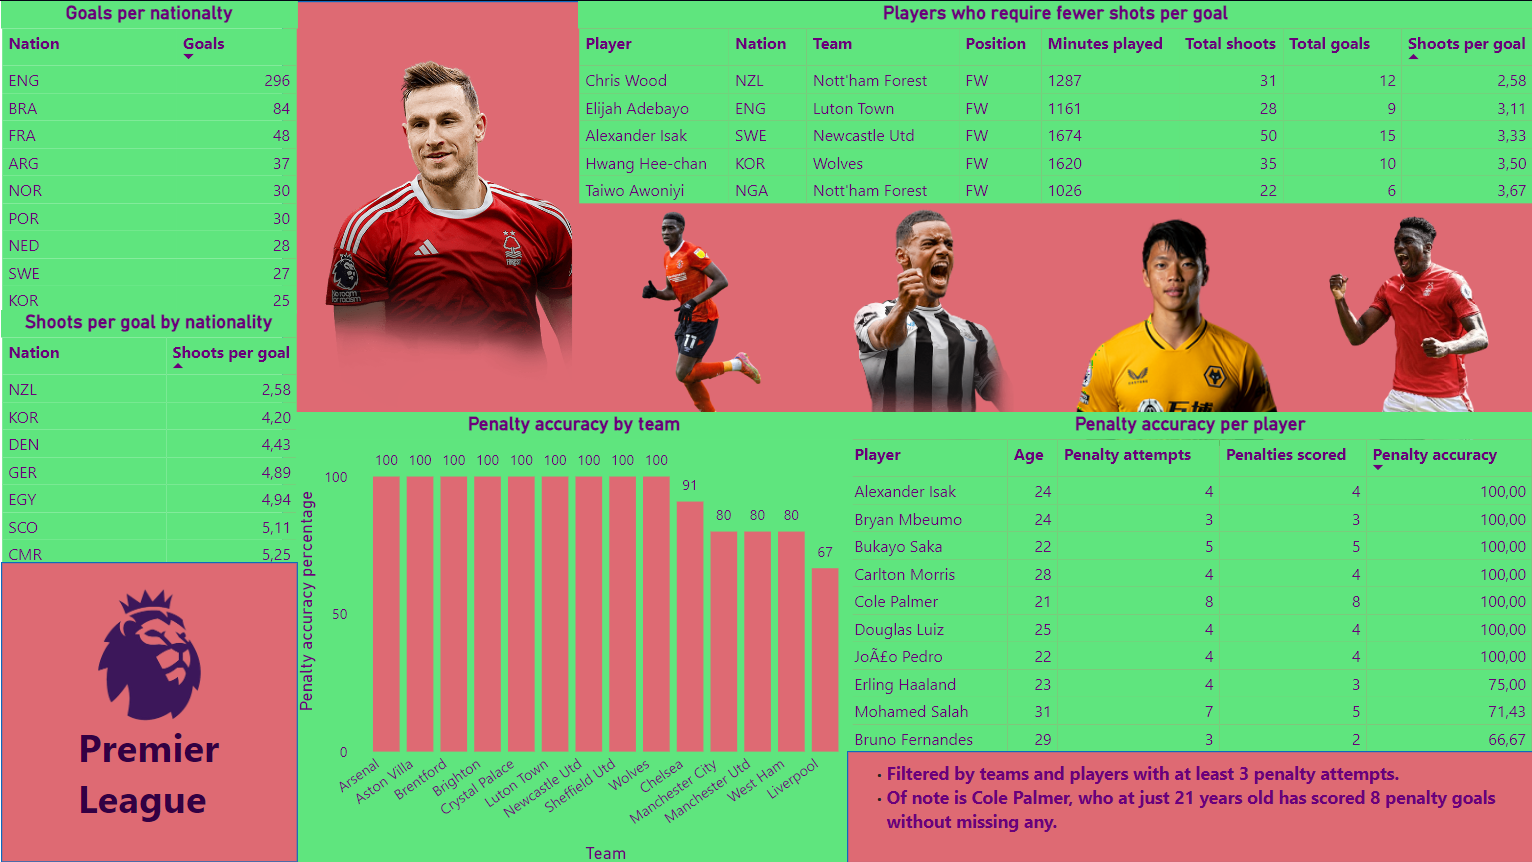 Goals per nationalty
Nation Goals
ENG 296
BRA 84
FRA 48
ARG 37
NOR 30
POR 30
NED 28
SWE 27
KOR 25
Shoots per goal by nationality
Nation Shoots per goal
NZL 2,58
KOR 4,20
DEN 4,43
GER 4,89
EGY 4,94
SCO 5,11
CMR 5,25
Premier
League
No room
for racism
FOREST
Players who require fewer shots per goal
Player Nation Team Position Minutes played Total shoots Total goals Shoots per goal
Chris Wood NZL Nott'ham Forest FW 1287 31 12 2,58
Elijah Adebayo ENG Luton Town FW 1161 28 9 3,11
Alexander Isak SWE Newcastle Utd FW 1674 50 15 3,33
Hwang Hee-chan KOR Wolves FW 1620 35 10 3,50
Taiwo Awoniyi NGA Nott'ham Forest FW 1026 22 6 3,67
11
万博
Penalty accuracy by team
100 100 100 100 100 100 100 100 100 91 80 80 80 67
100
50
0
Penalty accuracy percentage
Arsenal
Aston Villa
Brentford
Brighton
Crystal Palace
Luton Town
Newcastle Utd
Sheffield Utd
Wolves
Chelsea
Manchester City
Manchester Utd
West Ham
Liverpool
Team
Penalty accuracy per player
Player Age Penalty attempts Penalties scored Penalty accuracy
Alexander Isak 24 4 4 100,00
Bryan Mbeumo 24 3 3 100,00
Bukayo Saka 22 5 5 100,00
Carlton Morris 28 4 4 100,00
Cole Palmer 21 8 8 100,00
Douglas Luiz 25 4 4 100,00
JoÃ£o Pedro 22 4 4 100,00
Erling Haaland 23 4 3 75,00
Mohamed Salah 31 7 5 71,43
Bruno Fernandes 29 3 2 66,67
• Filtered by teams and players with at least 3 penalty attempts.
• Of note is Cole Palmer, who at just 21 years old has scored 8 penalty goals
without missing any.